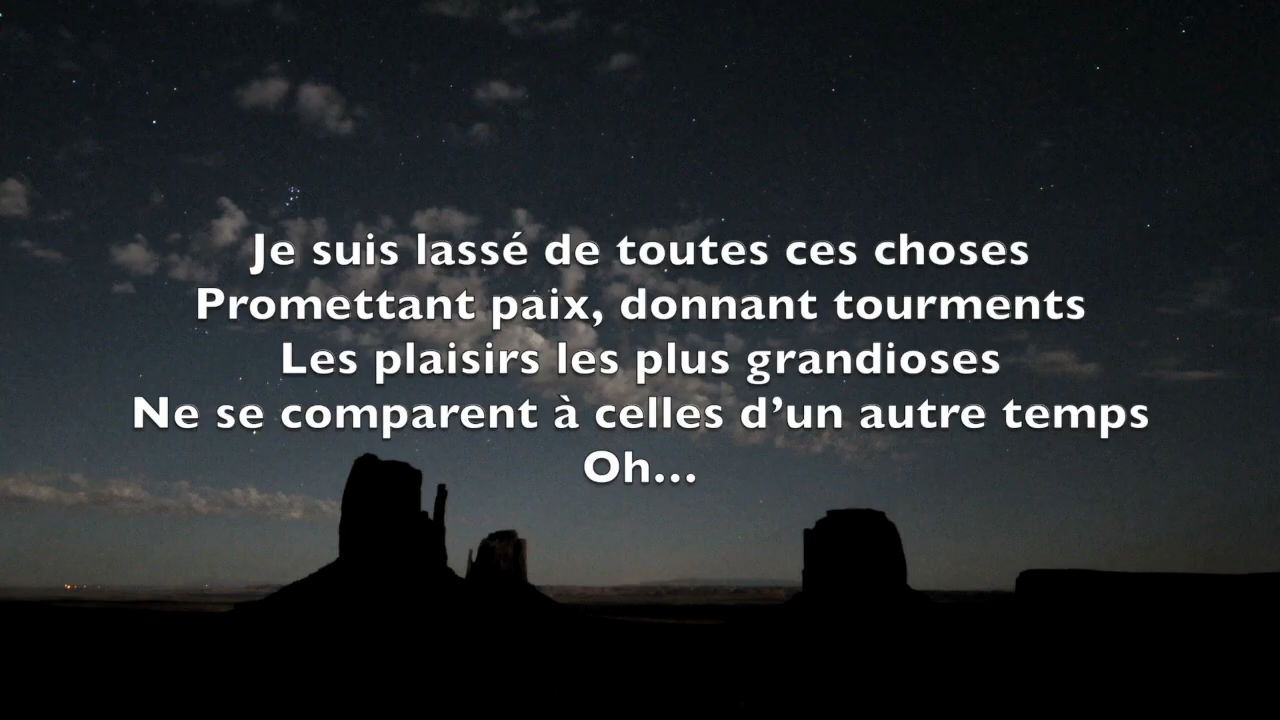 Je suis lassé de toutes ces choses
Promettant paix, donnant tourments
Les plaisirs les plus grandioses
Ne se comparent à celles d’un autre temps
Oh…